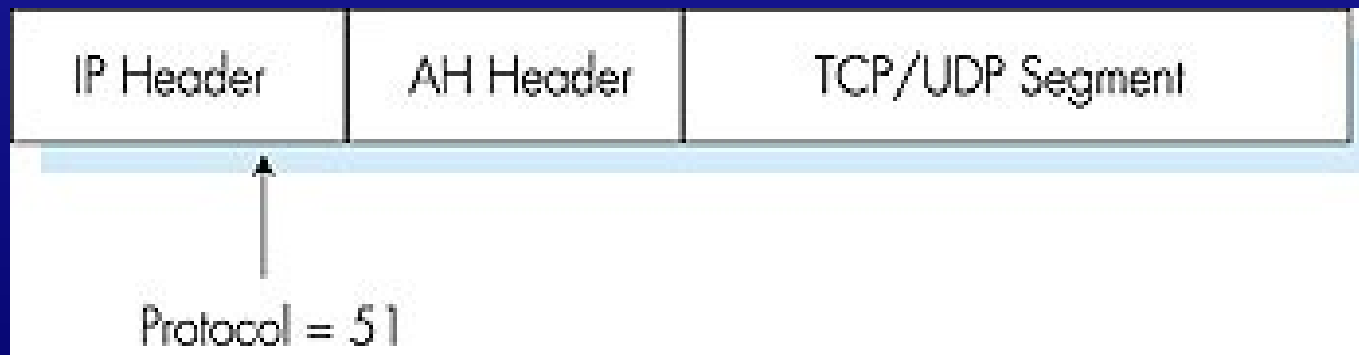 IP Header AH Header TCP/UDP Segment
Protocol = 51